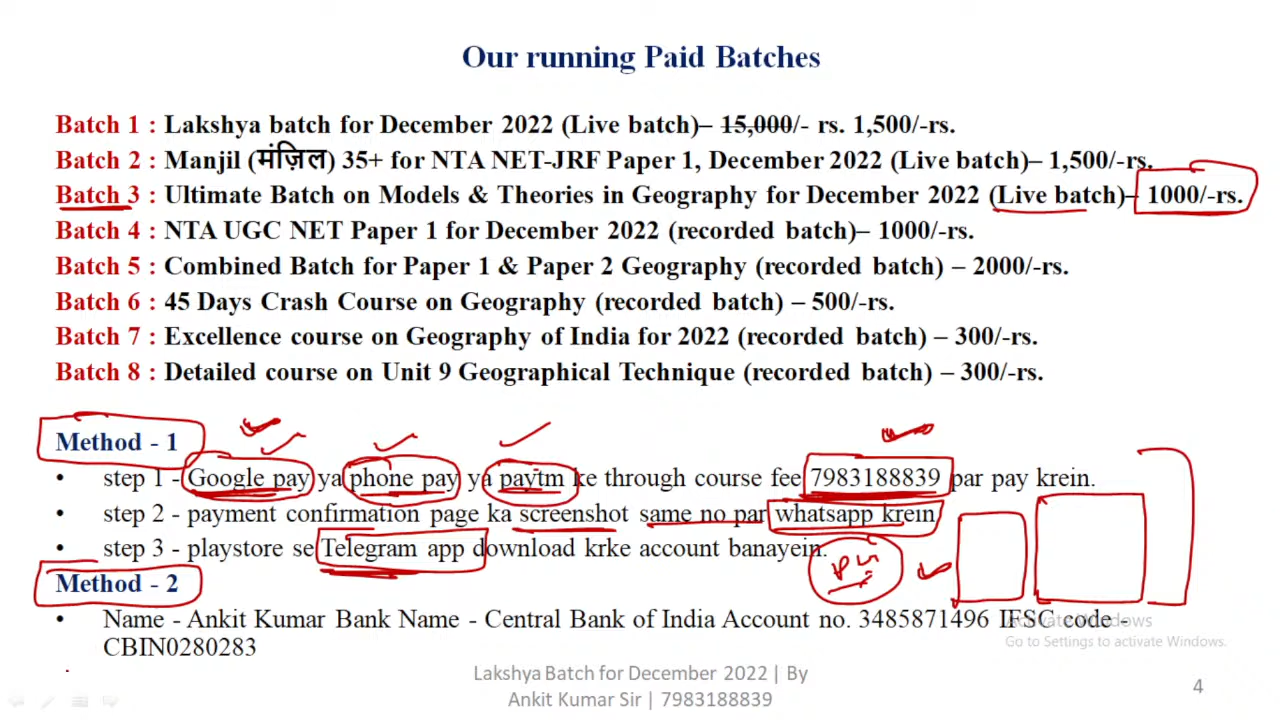 Our running Paid Batches
Batch 1 : Lakshya batch for December 2022 (Live batch)– 15,000/- rs. 1,500/-rs.
Batch 2 : Manjil (मंज़िल) 35+ for NTA NET-JRF Paper 1, December 2022 (Live batch)– 1,500/-rs.
Batch 3 : Ultimate Batch on Models & Theories in Geography for December 2022 (Live batch)– 1000/-rs.
Batch 4 : NTA UGC NET Paper 1 for December 2022 (recorded batch)– 1000/-rs.
Batch 5 : Combined Batch for Paper 1 & Paper 2 Geography (recorded batch) – 2000/-rs.
Batch 6 : 45 Days Crash Course on Geography (recorded batch) – 500/-rs.
Batch 7 : Excellence course on Geography of India for 2022 (recorded batch) – 300/-rs.
Batch 8 : Detailed course on Unit 9 Geographical Technique (recorded batch) – 300/-rs.
Method - 1
• step 1 - Google pay ya phone pay ya paytm ke through course fee 7983188839 par pay krein.
• step 2 - payment confirmation page ka screenshot same no par whatsapp krein
• step 3 - playstore se Telegram app download krke account banayein.
Method - 2
• Name - Ankit Kumar Bank Name - Central Bank of India Account no. 3485871496 IFSC code -
CBIN0280283
Activate Windows
Go to Settings to activate Windows.
Lakshya Batch for December 2022 | By
Ankit Kumar Sir | 7983188839
4